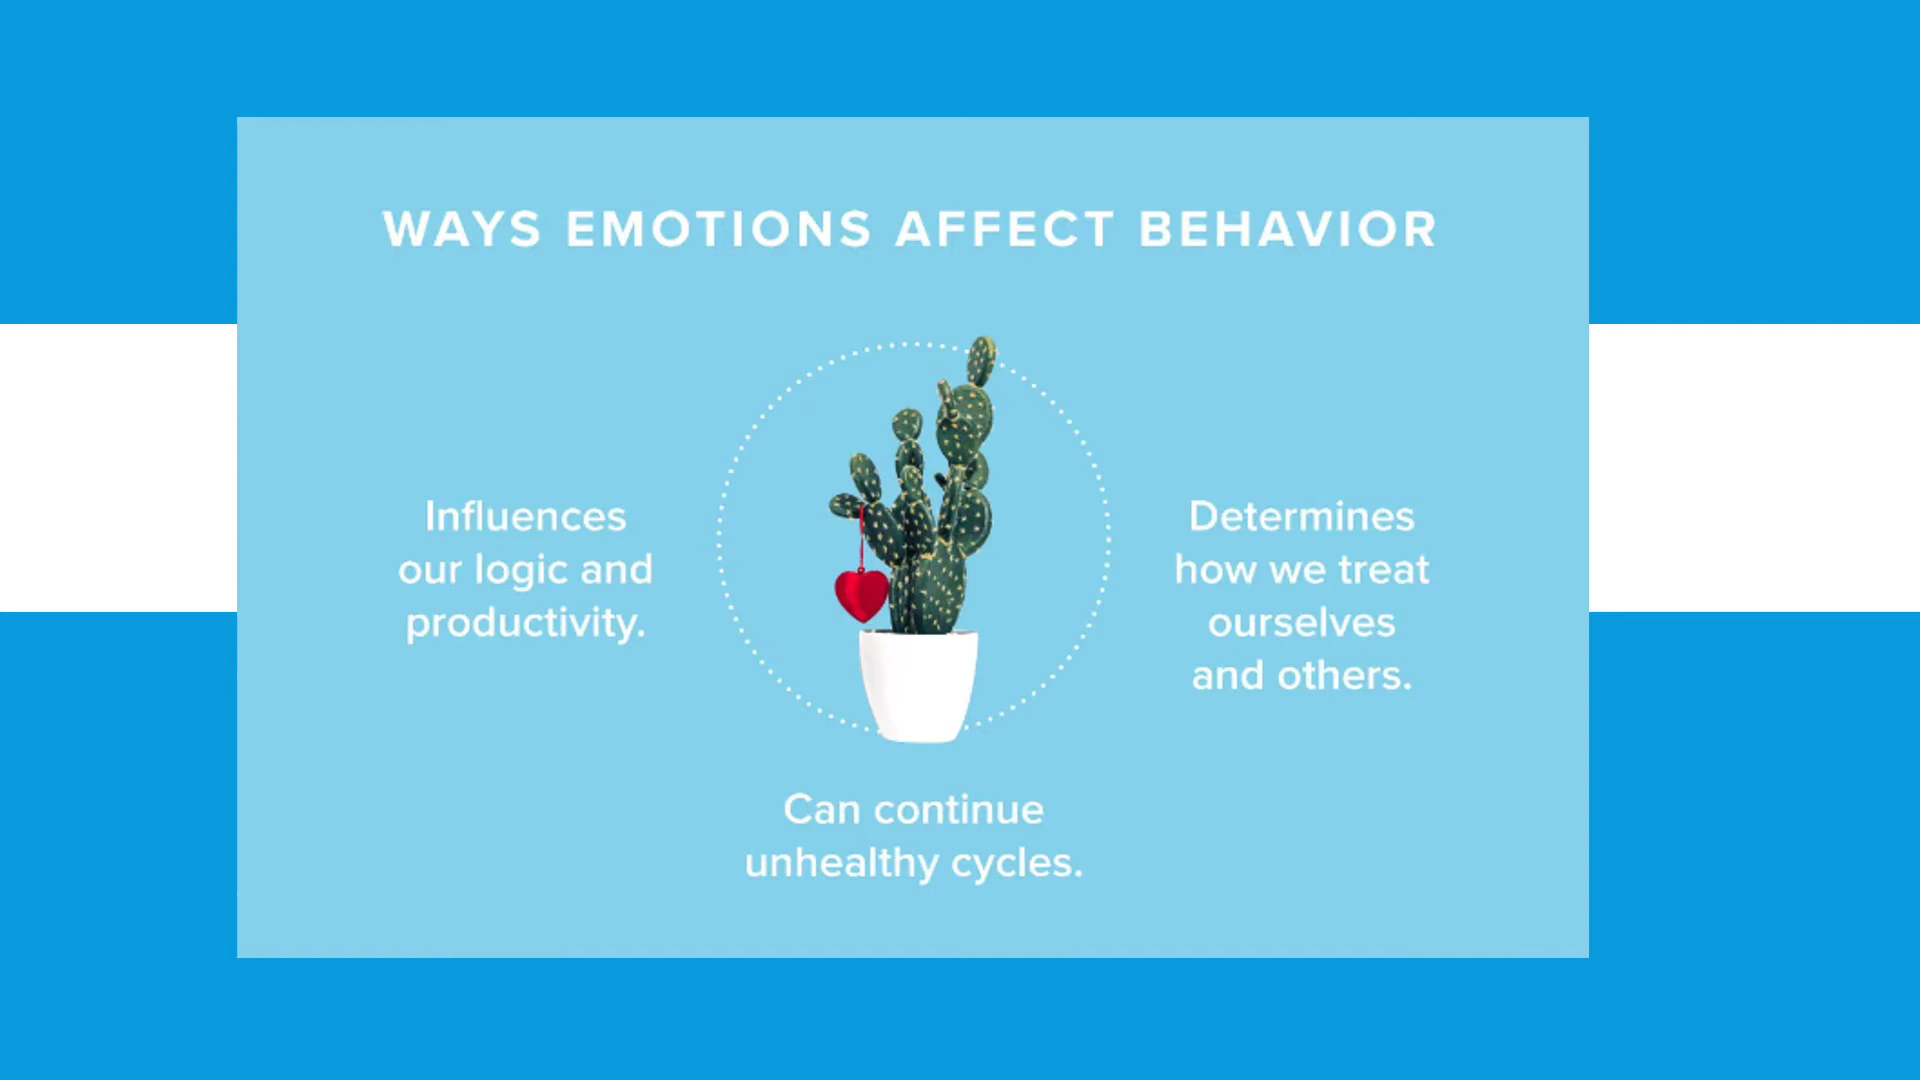 WAYS EMOTIONS AFFECT BEHAVIOR
Influences
our logic and
productivity.
Determines
how we treat
ourselves
and others.
Can continue
unhealthy cycles.